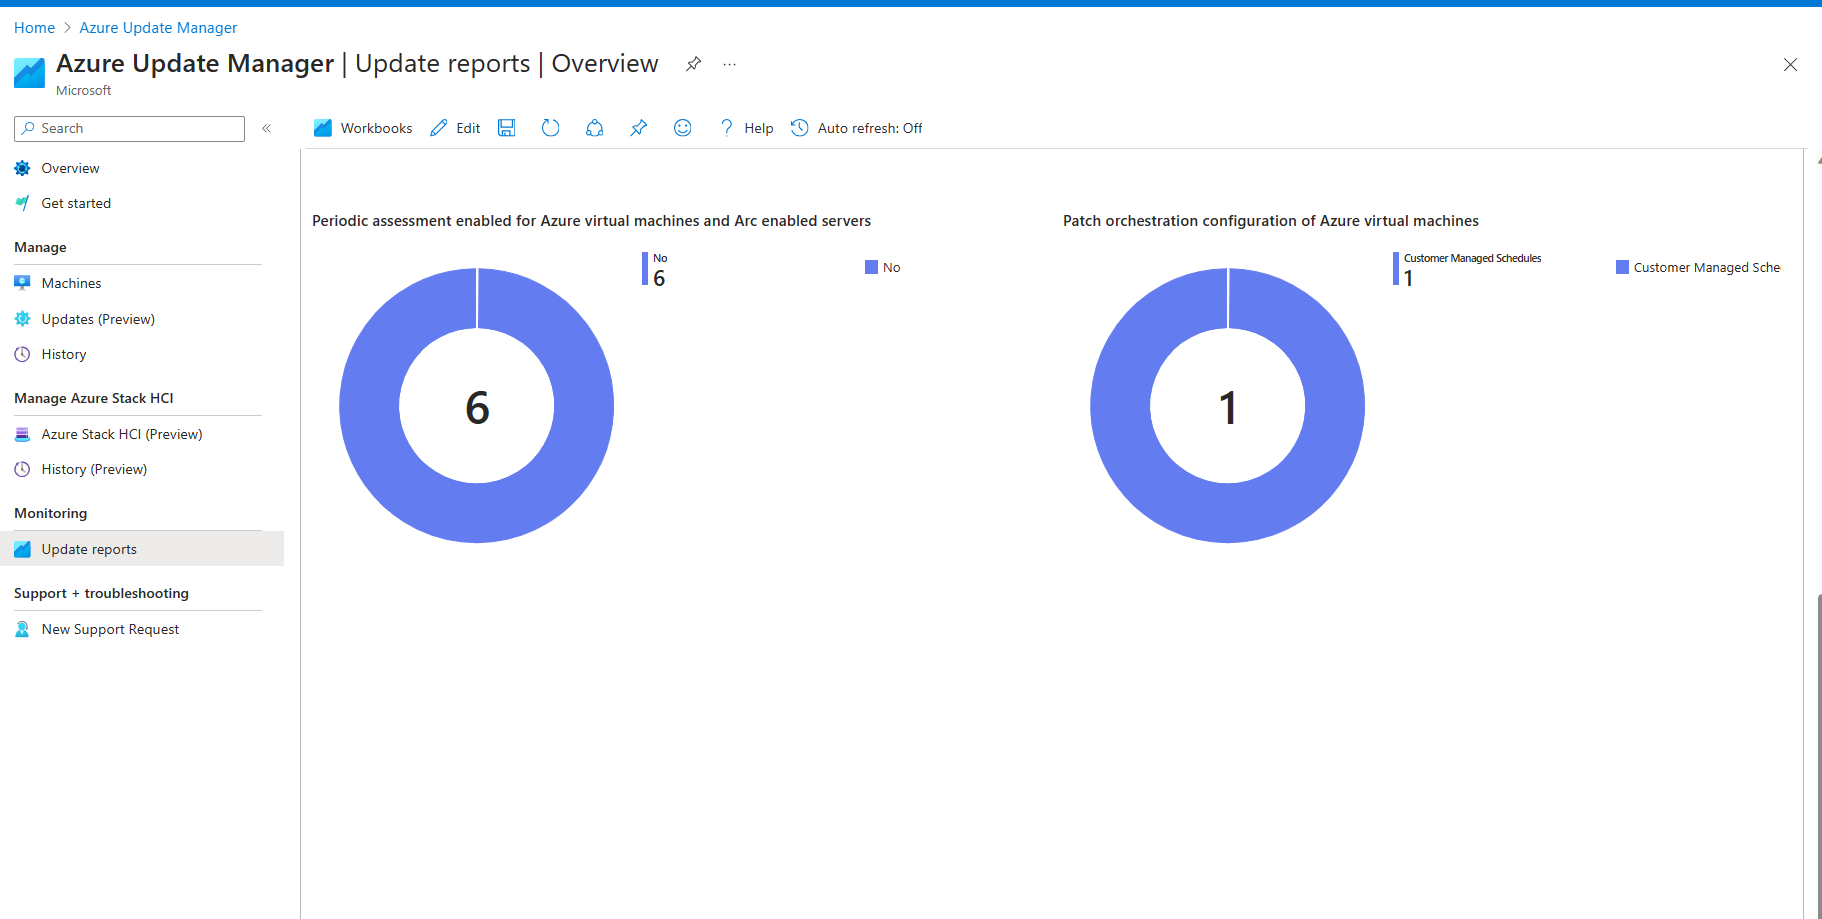 Home > Azure Update Manager
Azure Update Manager | Update reports | Overview
Microsoft
Search
Workbooks Edit Help Auto refresh: Off
Overview
Get started
Manage
Machines
Updates (Preview)
History
Manage Azure Stack HCI
Azure Stack HCI (Preview)
History (Preview)
Monitoring
Update reports
Support + troubleshooting
New Support Request
Periodic assessment enabled for Azure virtual machines and Arc enabled servers
No
6
No
6
Patch orchestration configuration of Azure virtual machines
Customer Managed Schedules
1
Customer Managed Sche
1